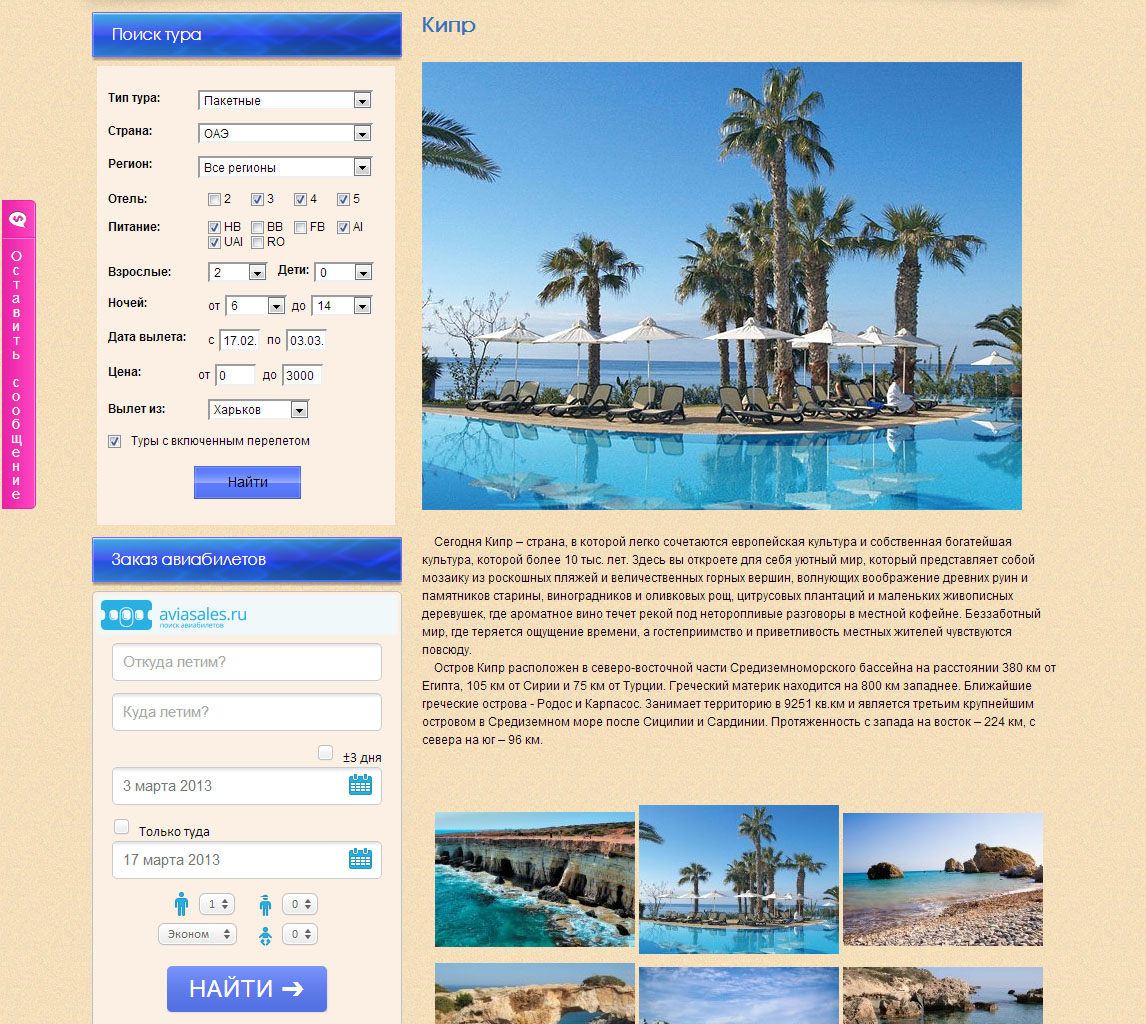 Поиск тура
Тип тура: Пакетные
Страна: ОАЭ
Регион: Все регионы
Отель: 2 3 4 5
Питание: HB BB FB AI
UAI RO
Взрослые: 2 Дети: 0
Ночей: от 6 до 14
Дата вылета: с 17.02. по 03.03.
Цена: от 0 до 3000
Вылет из: Харьков
Туры с включенным перелетом
Найти
Оставить сообщение
Заказ авиабилетов
aviasales.ru
поиск авиабилетов
Откуда летим?
Куда летим?
±3 дня
3 марта 2013
Только туда
17 марта 2013
1 0
Эконом 0
НАЙТИ ➔
Кипр
Сегодня Кипр – страна, в которой легко сочетаются европейская культура и собственная богатейшая
культура, которой более 10 тыс. лет. Здесь вы откроете для себя уютный мир, который представляет собой
мозаику из роскошных пляжей и величественных горных вершин, волнующих воображение древних руин и
памятников старины, виноградников и оливковых рощ, цитрусовых плантаций и маленьких живописных
деревушек, где ароматное вино течет рекой под неторопливые разговоры в местной кофейне. Беззаботный
мир, где теряется ощущение времени, а гостеприимство и приветливость местных жителей чувствуются
повсюду.
Остров Кипр расположен в северо-восточной части Средиземноморского бассейна на расстоянии 380 км от
Египта, 105 км от Сирии и 75 км от Турции. Греческий материк находится на 800 км западнее. Ближайшие
греческие острова - Родос и Карпасос. Занимает территорию в 9251 кв.км и является третьим крупнейшим
островом в Средиземном море после Сицилии и Сардинии. Протяженность с запада на восток – 224 км, с
севера на юг – 96 км.